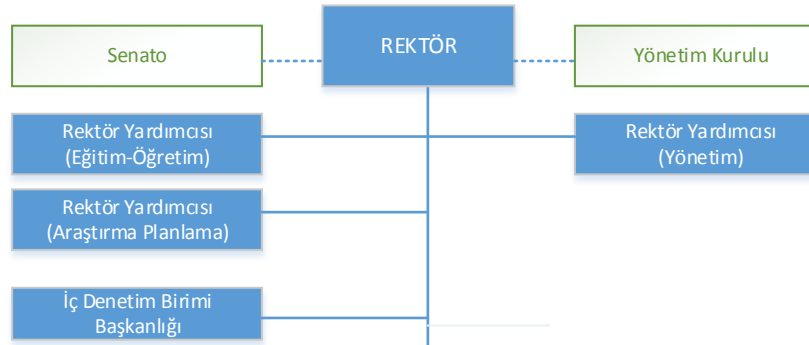 Senato
REKTÖR
Yönetim Kurulu
Rektör Yardımcısı
(Eğitim-Öğretim)
Rektör Yardımcısı
(Yönetim)
Rektör Yardımcısı
(Araştırma Planlama)
İç Denetim Birimi
Başkanlığı